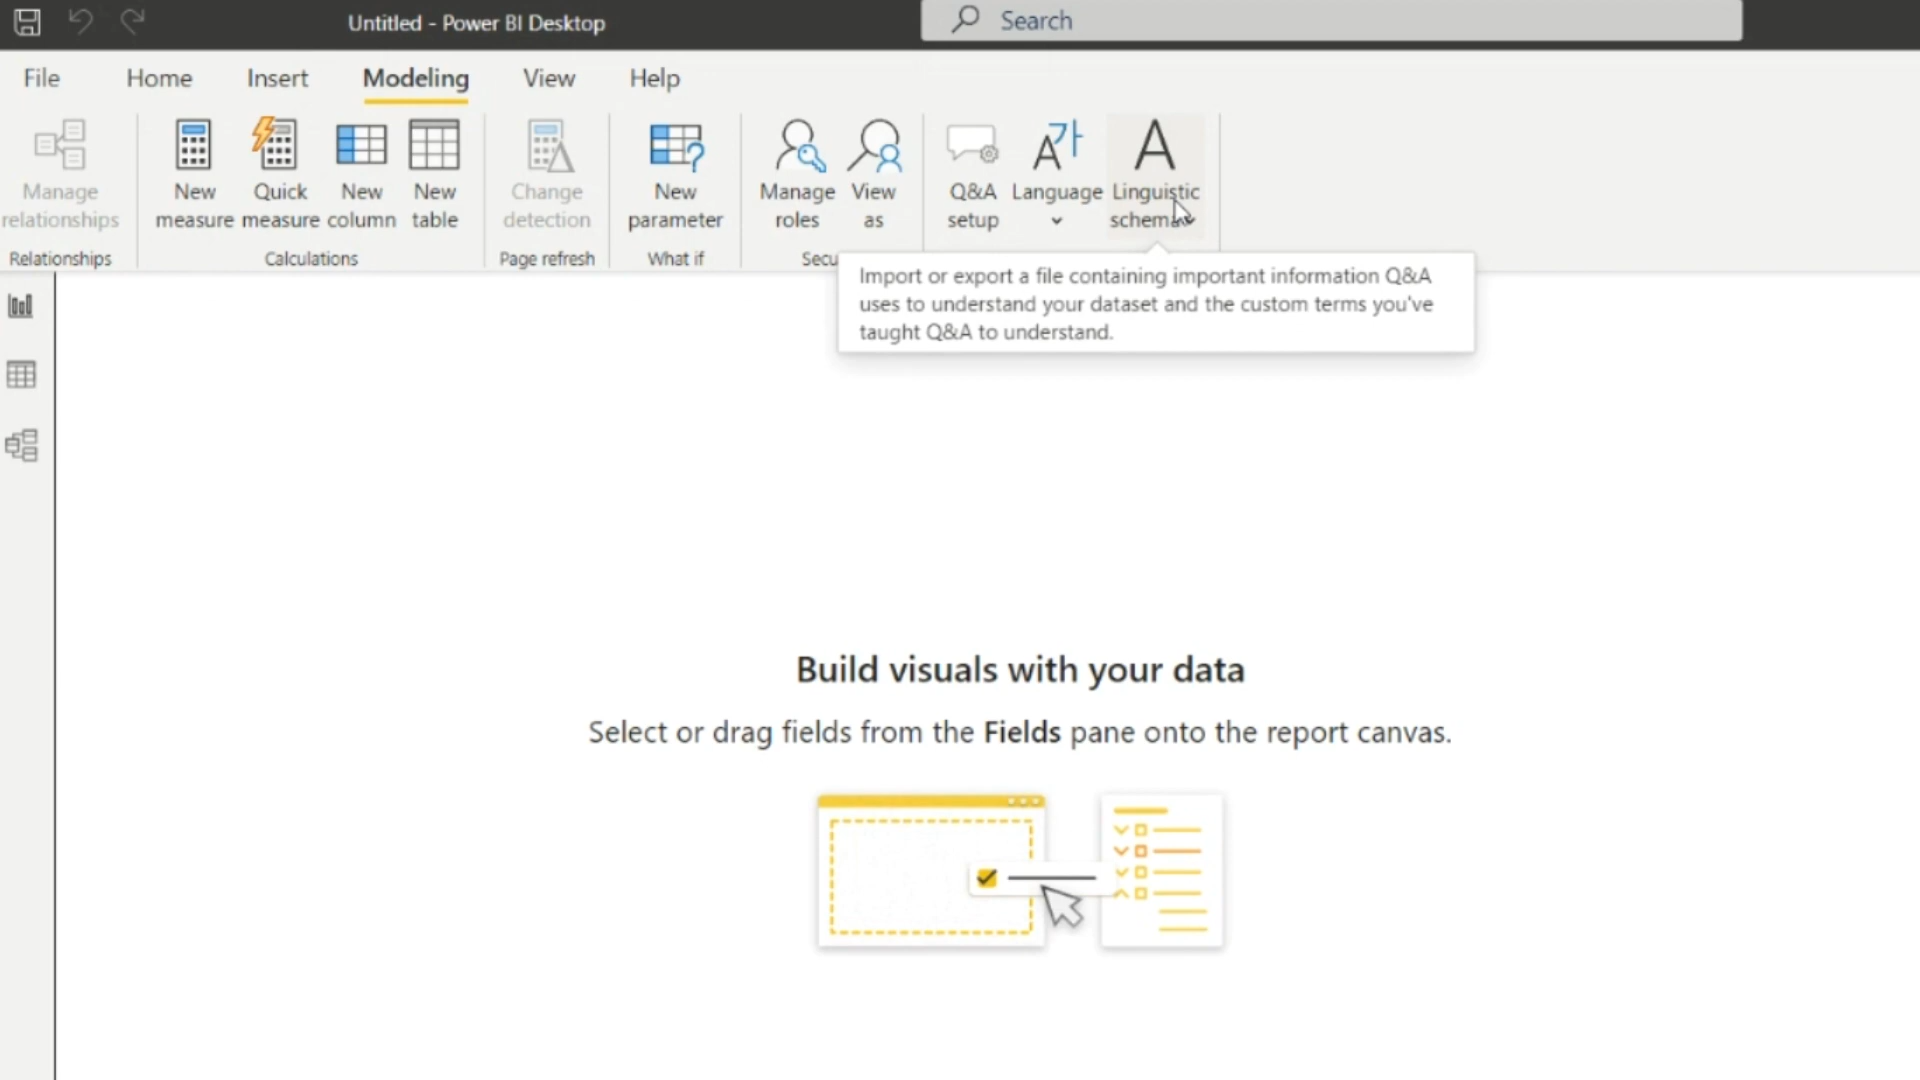 Untitled - Power BI Desktop
Search
File Home Insert Modeling View Help
Manage relationships
New measure
Quick measure
New column
New table
Change detection
New parameter
Manage roles
View as
Q&A setup
Language
Linguistic schema
Relationships
Calculations
Page refresh
What if
Secu
Import or export a file containing important information Q&A
uses to understand your dataset and the custom terms you've
taught Q&A to understand.
Build visuals with your data
Select or drag fields from the Fields pane onto the report canvas.